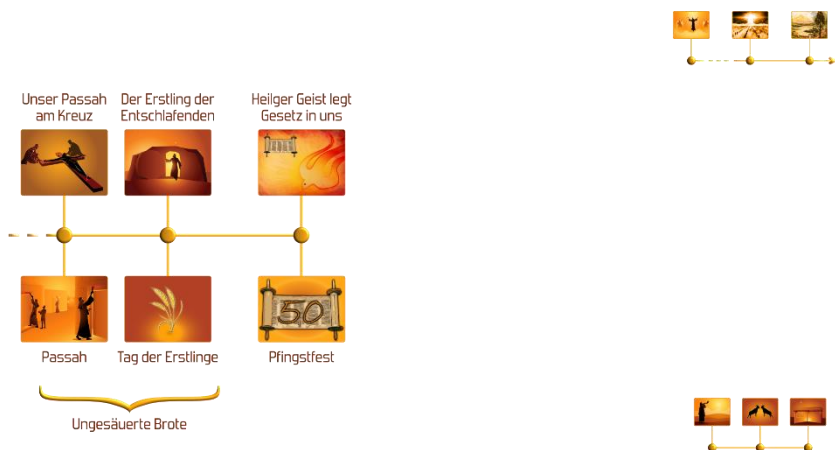 Unser Passah
am Kreuz
Der Erstling der
Entschlafenden
Heilger Geist legt
Gesetz in uns
50
Passah
Tag der Erstlinge
Pfingstfest
Ungesäuerte Brote